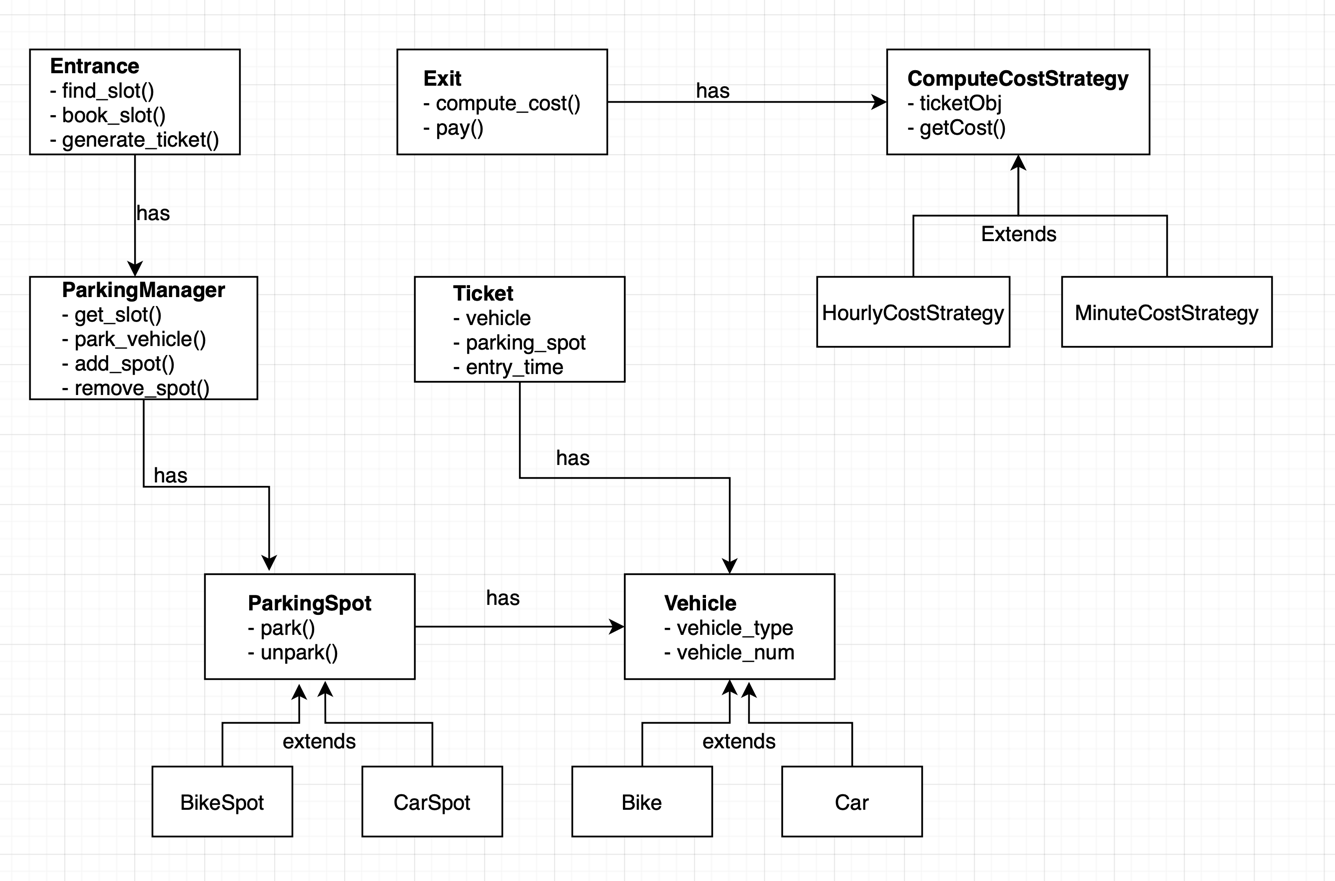 Entrance
- find_slot()
- book_slot()
- generate_ticket()
Exit
- compute_cost()
- pay()
has
ComputeCostStrategy
- ticketObj
- getCost()
has
Extends
ParkingManager
- get_slot()
- park_vehicle()
- add_spot()
- remove_spot()
Ticket
- vehicle
- parking_spot
- entry_time
HourlyCostStrategy
MinuteCostStrategy
has
has
ParkingSpot
- park()
- unpark()
has
Vehicle
- vehicle_type
- vehicle_num
extends
extends
BikeSpot
CarSpot
Bike
Car